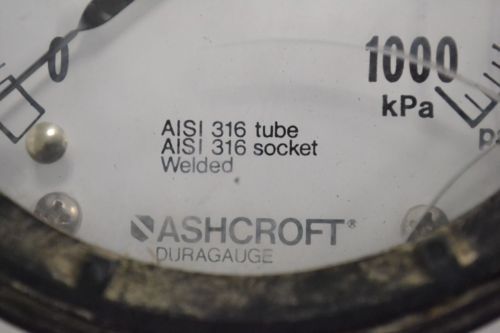 0
1000
kPa
AISI 316 tube
AISI 316 socket
Welded
ASHCROFT®
DURAGAUGE